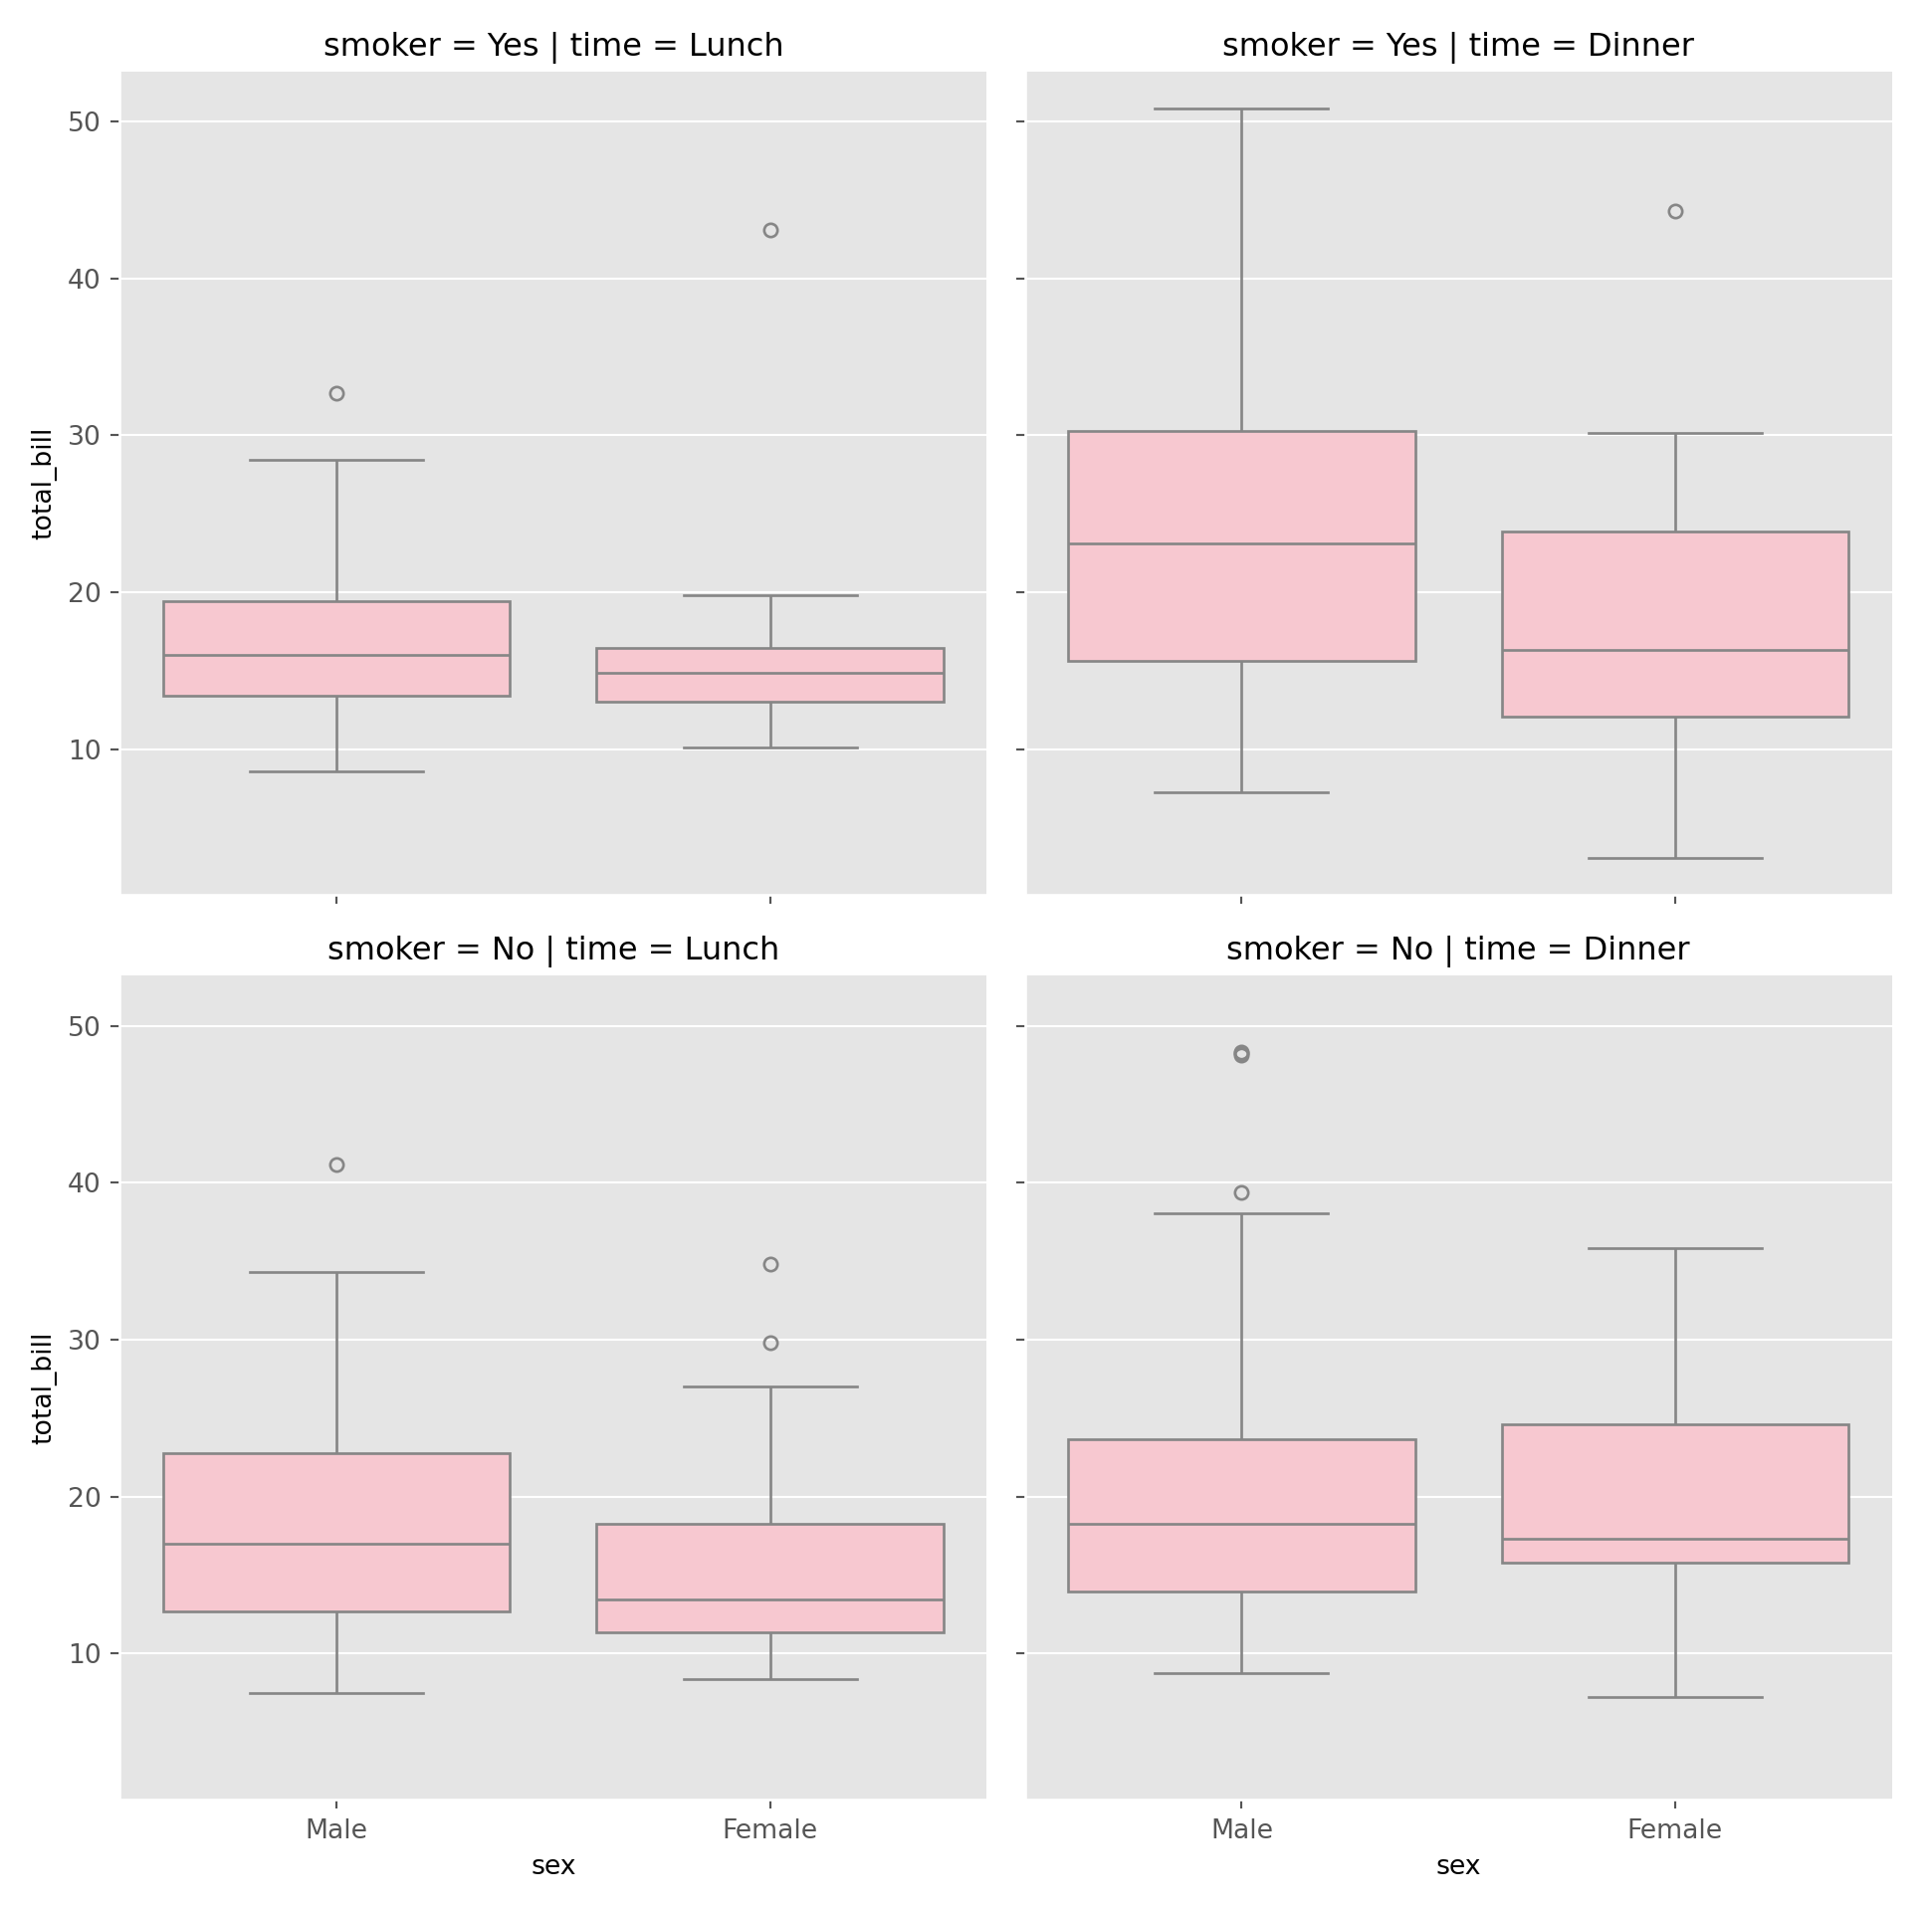 smoker = Yes | time = Lunch
smoker = Yes | time = Dinner
50
40
30
20
10
total_bill
smoker = No | time = Lunch
smoker = No | time = Dinner
50
40
30
20
10
total_bill
Male
Female
Male
Female
sex
sex